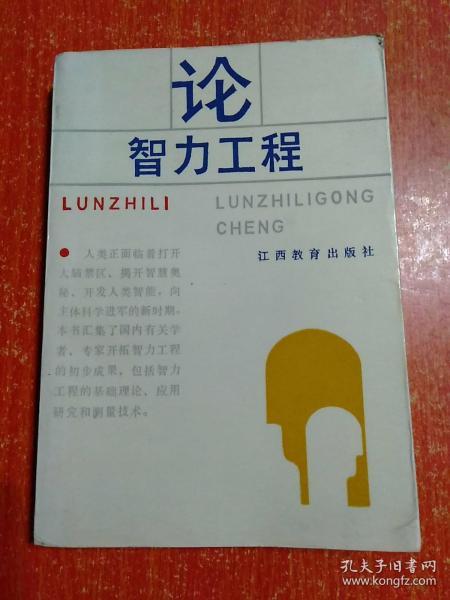 论
智力工程
LUNZHILI LUNZHILIGONG
CHENG
江西教育出版社
● 人类正面临着打开
大脑禁区、揭开智慧奥
秘、开发人类智能，向
主体科学进军的新时期。
本书汇集了国内有关学
者、专家开拓智力工程
的初步成果，包括智力
工程的基础理论、应用
研究和测量技术。
孔夫子旧书网
www.kongfz.com